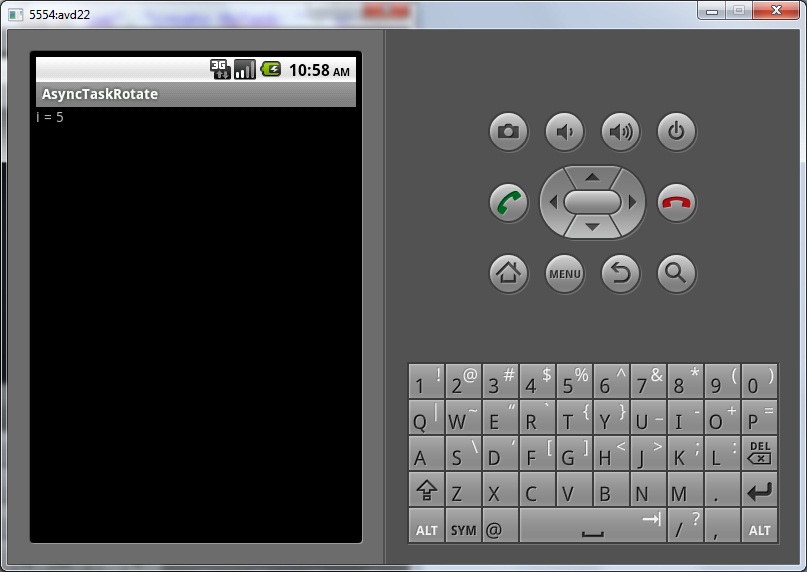 5554:avd22
3G 10:58 AM
AsyncTaskRotate
i = 5
MENU
1 ! 2 @ 3 # 4 $ 5 % 6 ^ 7 & 8 * 9 ( 0 )
Q | W ~ E “ R ` T { Y } U _ I - O + P =
A S \ D ‘ F [ G ] H < J > K ; L : DEL
Z X C V B N M .
ALT SYM @ / ? , ALT